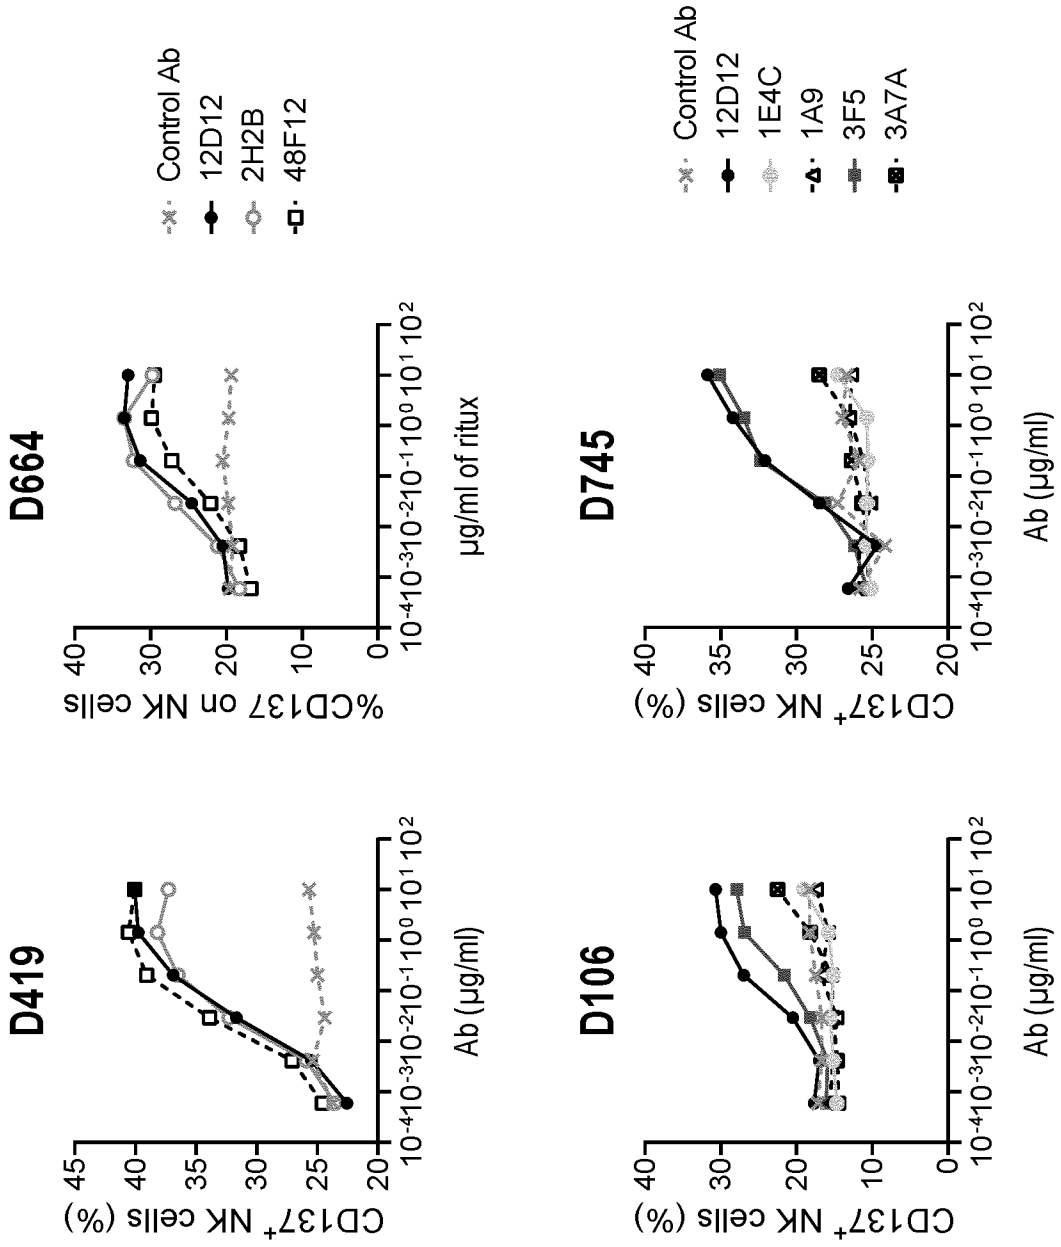 D419
CD137+ NK cells (%)
45
40
35
30
25
20
10-4 10-3 10-2 10-1 100 101 102
Ab (µg/ml)
D664
%CD137 on NK cells
40
30
20
10
0
10-4 10-3 10-2 10-1 100 101 102
µg/ml of ritux
Control Ab
12D12
2H2B
48F12
D106
CD137+ NK cells (%)
40
30
20
10
0
10-4 10-3 10-2 10-1 100 101 102
Ab (µg/ml)
D745
CD137+ NK cells (%)
40
35
30
25
20
10-4 10-3 10-2 10-1 100 101 102
Ab (µg/ml)
Control Ab
12D12
1E4C
1A9
3F5
3A7A